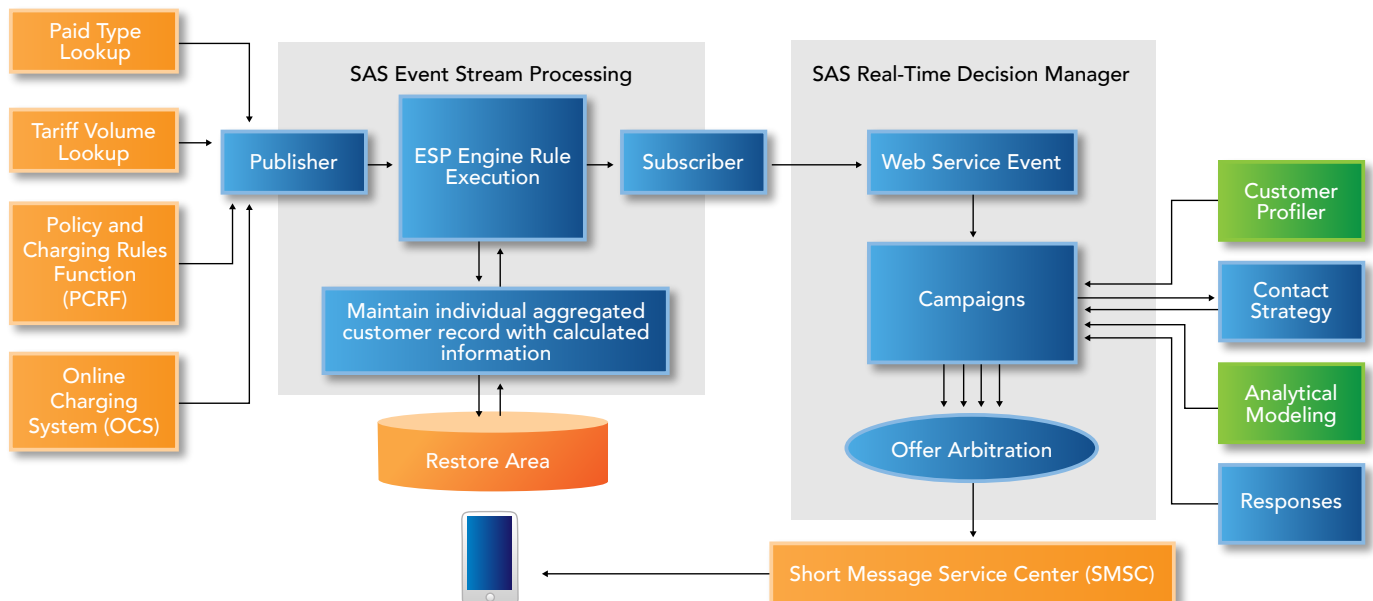 Paid Type
Lookup
Tariff Volume
Lookup
Policy and
Charging Rules
Function
(PCRF)
Online
Charging
System (OCS)
Publisher
SAS Event Stream Processing
ESP Engine Rule
Execution
Subscriber
Maintain individual aggregated
customer record with calculated
information
Restore Area
SAS Real-Time Decision Manager
Web Service Event
Campaigns
Offer Arbitration
Customer
Profiler
Contact
Strategy
Analytical
Modeling
Responses
Short Message Service Center (SMSC)